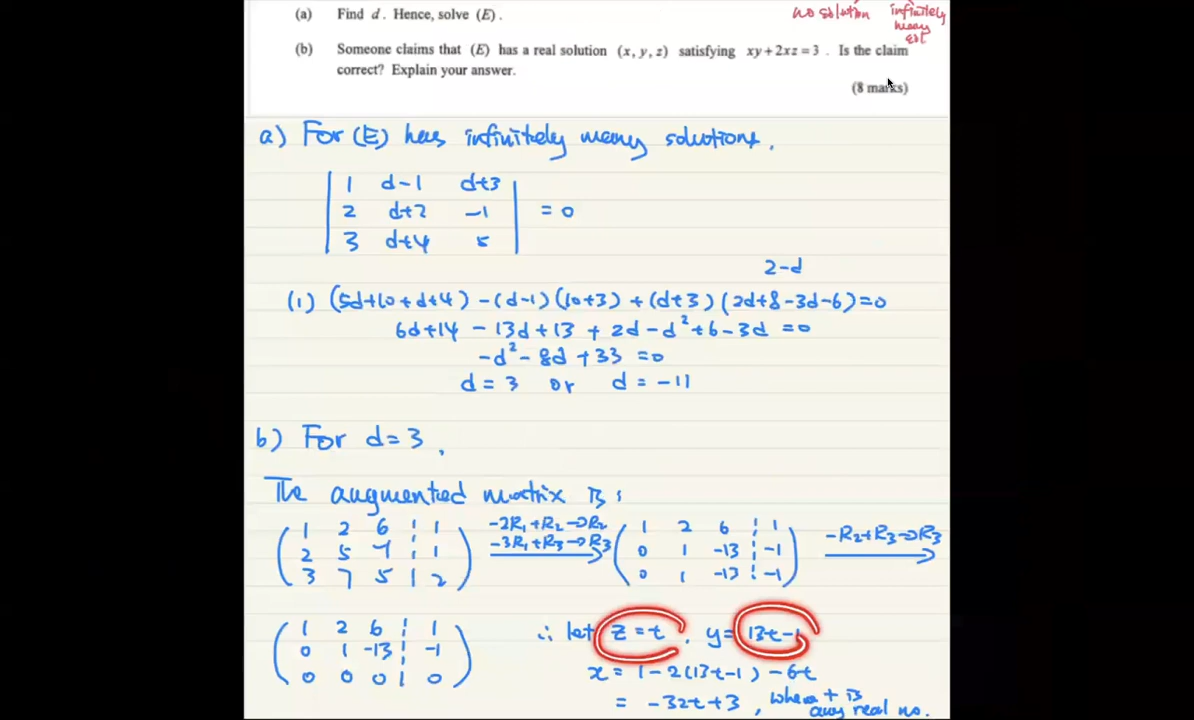 (a) Find d. Hence, solve (E).
no solution infinitely
many
(b) Someone claims that (E) has a real solution (x, y, z) satisfying xy+2xz=3. Is the claim
correct? Explain your answer.
(8 marks)
a) For (E) has infinitely many solutions,
| 1 d-1 d+3 |
| 2 d+2 -1 | = 0
| 3 d+4 5 |
2-d
(1) (5d+10+d+4) -(d-1)(10+3) + (d+3)(2d+8-3d-6)=0
6d+14 - 13d+13 + 2d-d²+6-3d =0
-d²-8d+33 =0
d = 3 or d = -11
b) For d=3,
The augmented matrix is:
( 1 2 6 ¦ 1 ) -2R₁+R₂→R₂ ( 1 2 6 ¦ 1 ) -R₂+R₃→R₃
( 2 5 -1 ¦ 1 ) -3R₁+R₃→R₃ ( 0 1 -13 ¦ -1 )
( 3 7 5 ¦ 2 ) ( 0 1 -13 ¦ -1 )
( 1 2 6 ¦ 1 ) ∴ let z=t, y=13t-1
( 0 1 -13 ¦ -1 )
( 0 0 0 ¦ 0 ) x= 1-2(13t-1)-6t
= -32t+3, where t is
any real no.